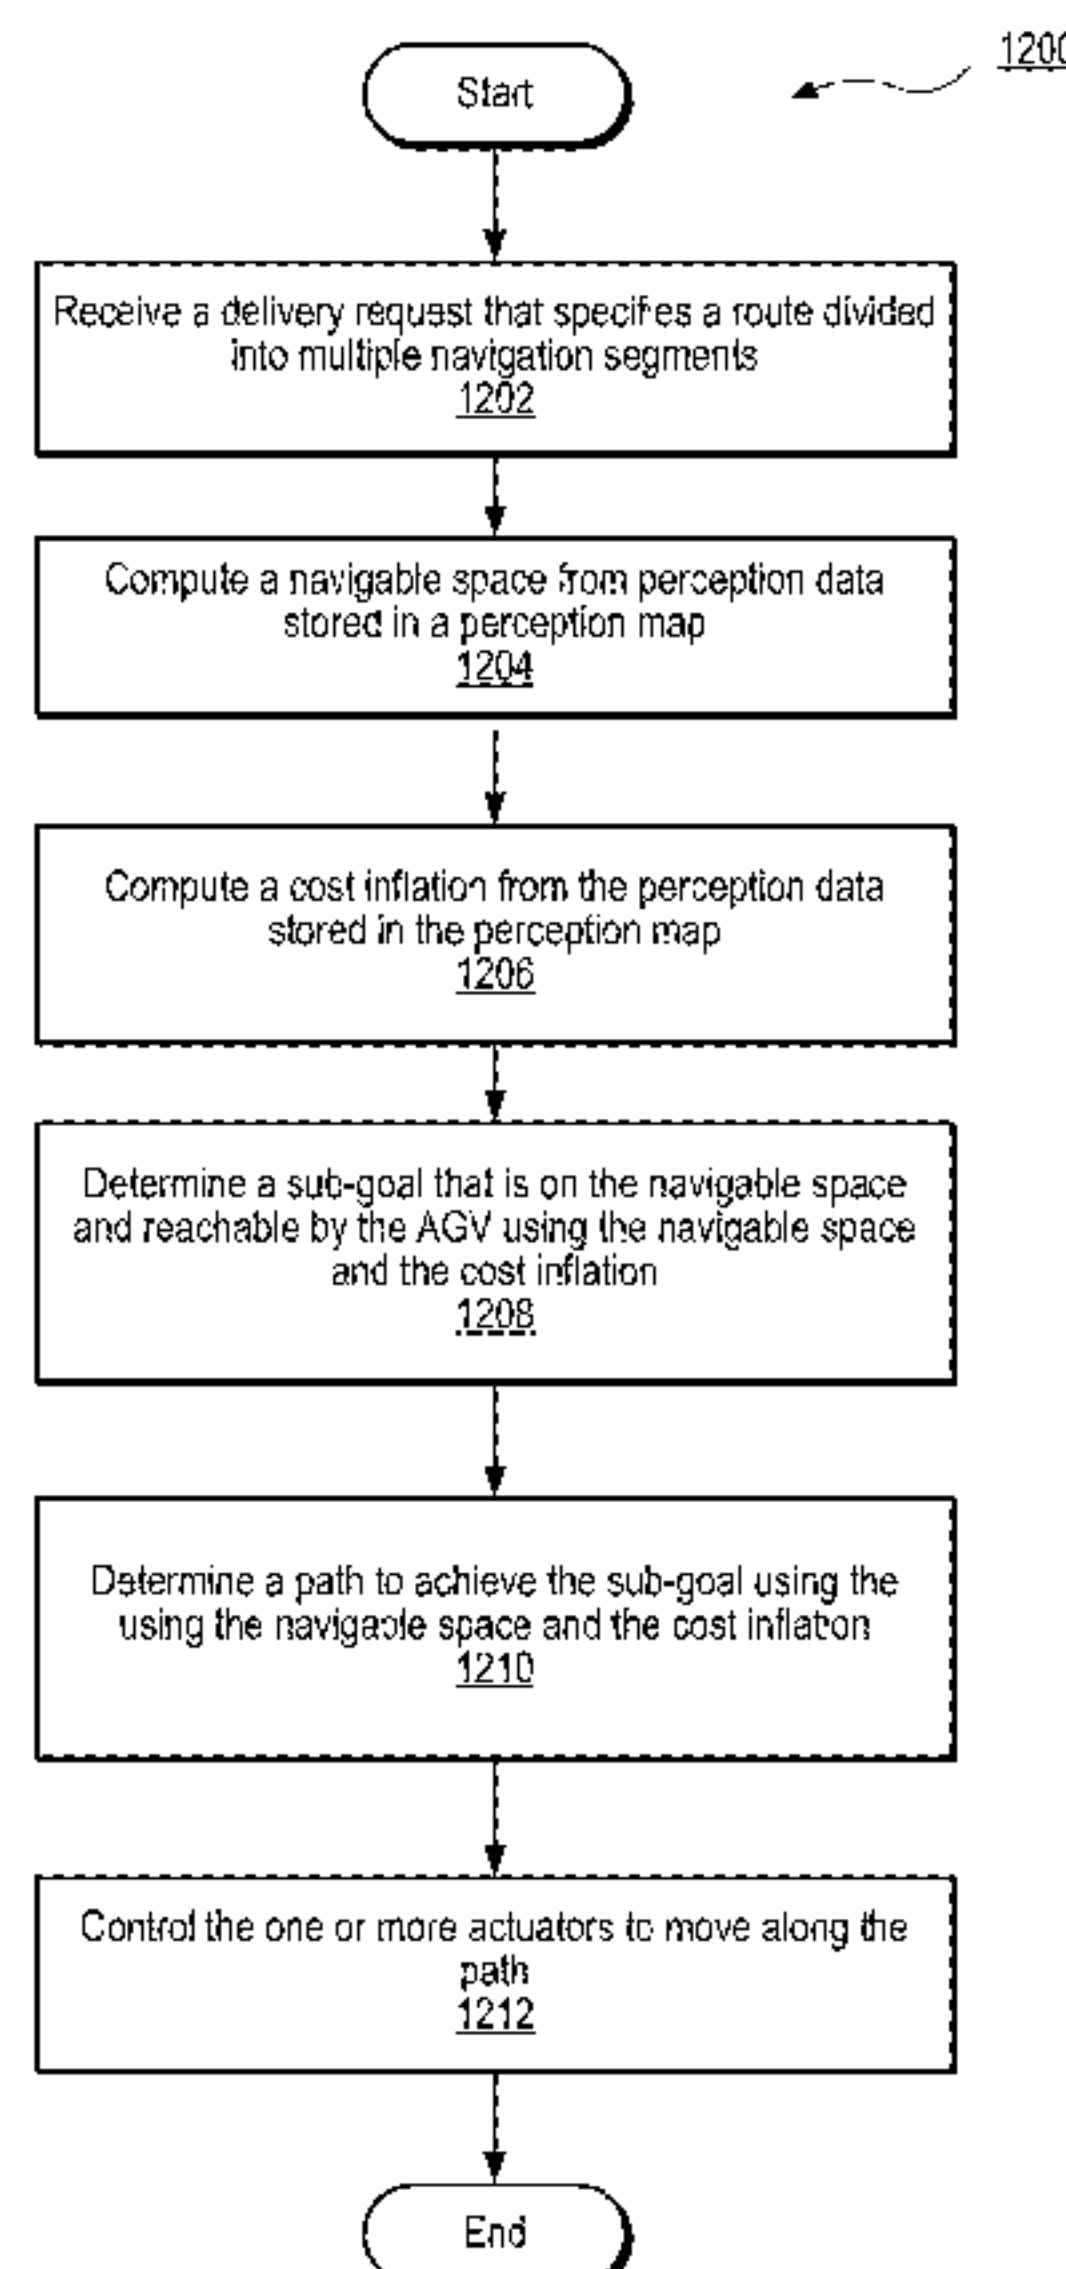 1200
Start
Receive a delivery request that specifies a route divided
into multiple navigation segments
1202
Compute a navigable space from perception data
stored in a perception map
1204
Compute a cost inflation from the perception data
stored in the perception map
1206
Determine a sub-goal that is on the navigable space
and reachable by the AGV using the navigable space
and the cost inflation
1208
Determine a path to achieve the sub-goal using the
using the navigable space and the cost inflation
1210
Control the one or more actuators to move along the
path
1212
End